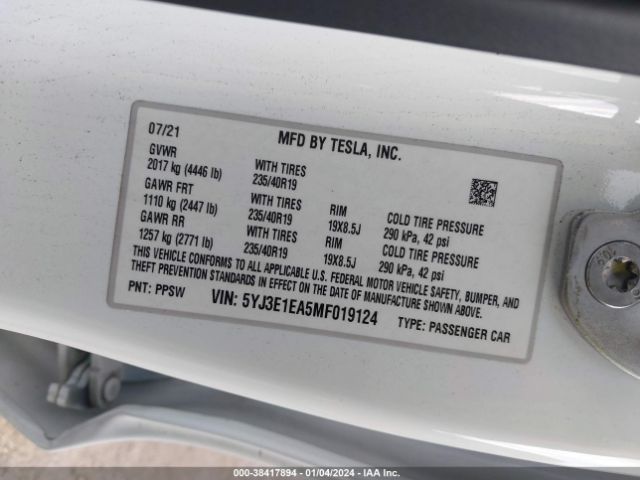 07/21 MFD BY TESLA, INC.
GVWR
2017 kg (4446 lb) WITH TIRES 235/40R19
GAWR FRT
1110 kg (2447 lb) WITH TIRES 235/40R19 RIM 19X8.5J COLD TIRE PRESSURE 290 kPa, 42 psi
GAWR RR
1257 kg (2771 lb) WITH TIRES 235/40R19 RIM 19X8.5J COLD TIRE PRESSURE 290 kPa, 42 psi
THIS VEHICLE CONFORMS TO ALL APPLICABLE U.S. FEDERAL MOTOR VEHICLE SAFETY, BUMPER, AND
THEFT PREVENTION STANDARDS IN EFFECT ON THE DATE OF MANUFACTURE SHOWN ABOVE.
PNT: PPSW VIN: 5YJ3E1EA5MF019124 TYPE: PASSENGER CAR
000-38417894 - 01/04/2024 - IAA Inc.